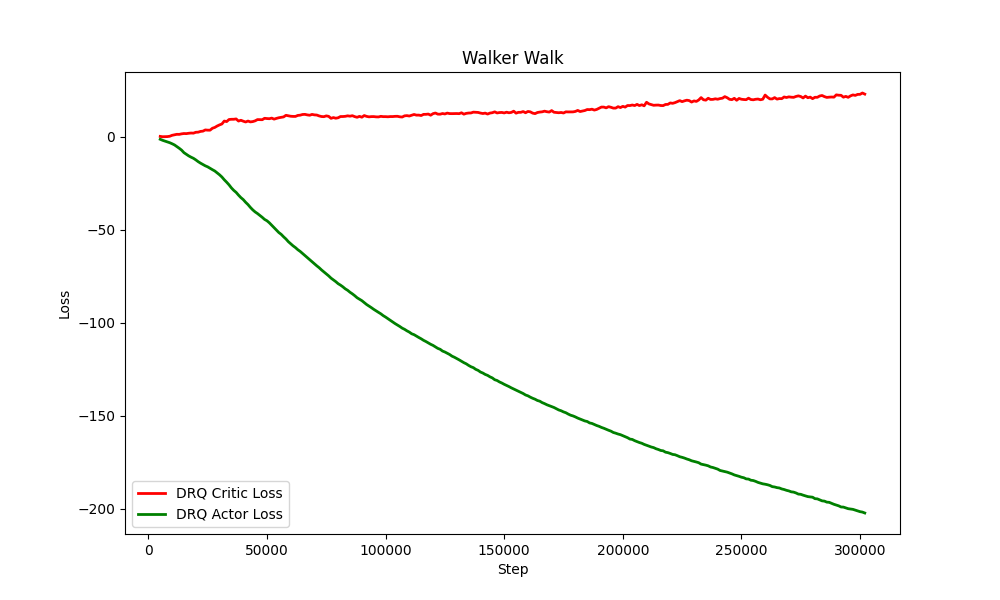 Walker Walk
0
−50
−100
−150
−200
Loss
DRQ Critic Loss
DRQ Actor Loss
0 50000 100000 150000 200000 250000 300000
Step